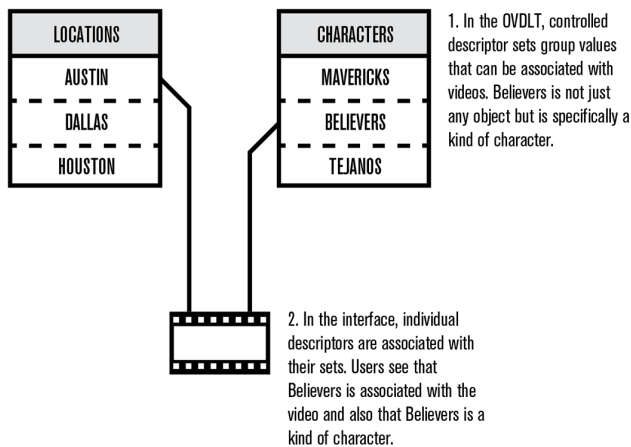 LOCATIONS
AUSTIN
DALLAS
HOUSTON
CHARACTERS
MAVERICKS
BELIEVERS
TEJANOS
1. In the OVDLT, controlled
descriptor sets group values
that can be associated with
videos. Believers is not just
any object but is specifically a
kind of character.
2. In the interface, individual
descriptors are associated with
their sets. Users see that
Believers is associated with the
video and also that Believers is a
kind of character.